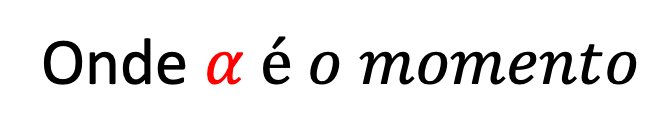 Onde α é o momento